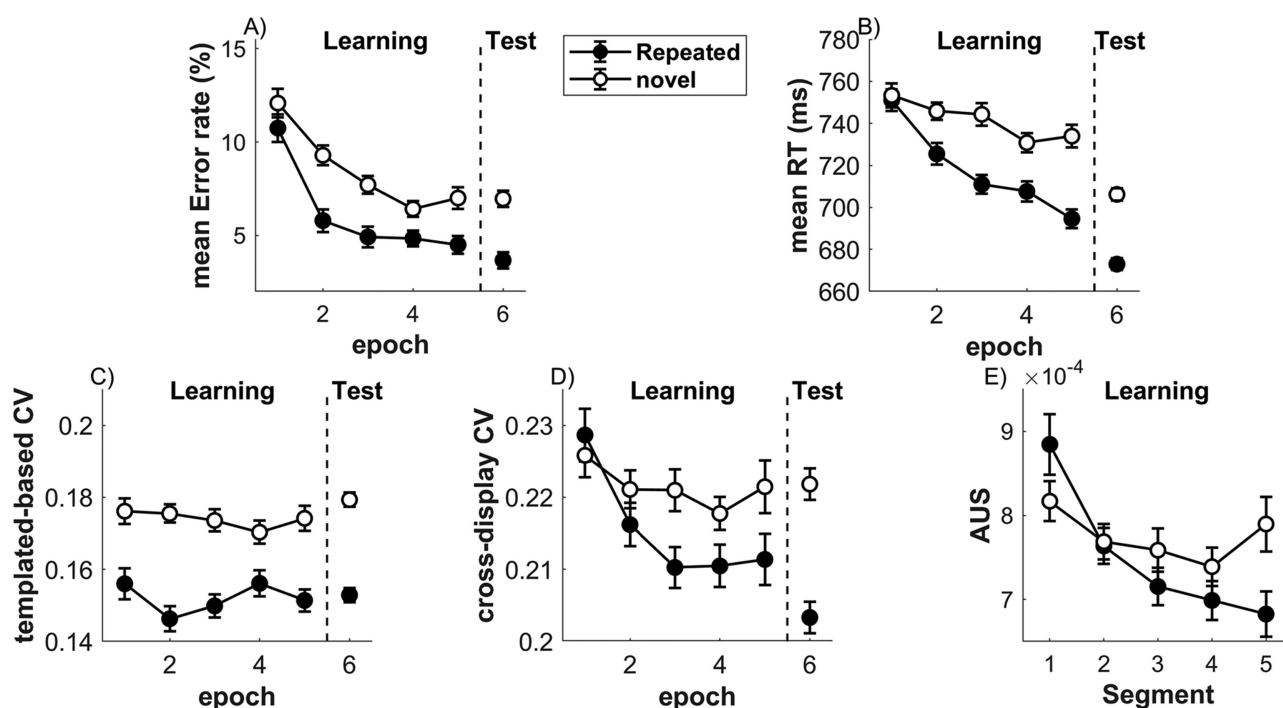 A)
Learning
Test
15
10
5
mean Error rate (%)
2
4
6
epoch
Repeated
novel
B)
Learning
Test
780
760
740
720
700
680
660
mean RT (ms)
2
4
6
epoch
C)
Learning
Test
0.2
0.18
0.16
0.14
templated-based CV
2
4
6
epoch
D)
Learning
Test
0.23
0.22
0.21
0.2
cross-display CV
2
4
6
epoch
E)
×10⁻⁴
Learning
9
8
7
AUS
1
2
3
4
5
Segment